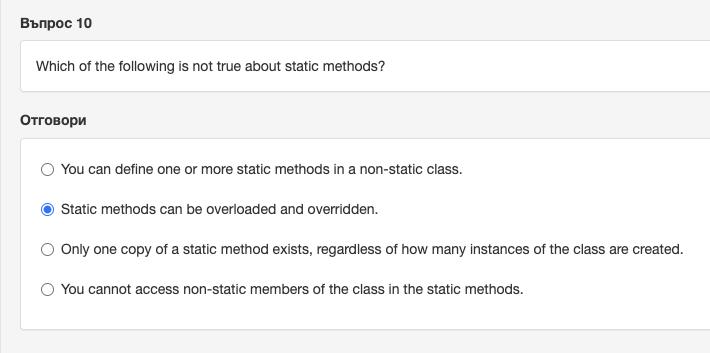 Въпрос 10
Which of the following is not true about static methods?
Отговори
You can define one or more static methods in a non-static class.
Static methods can be overloaded and overridden.
Only one copy of a static method exists, regardless of how many instances of the class are created.
You cannot access non-static members of the class in the static methods.